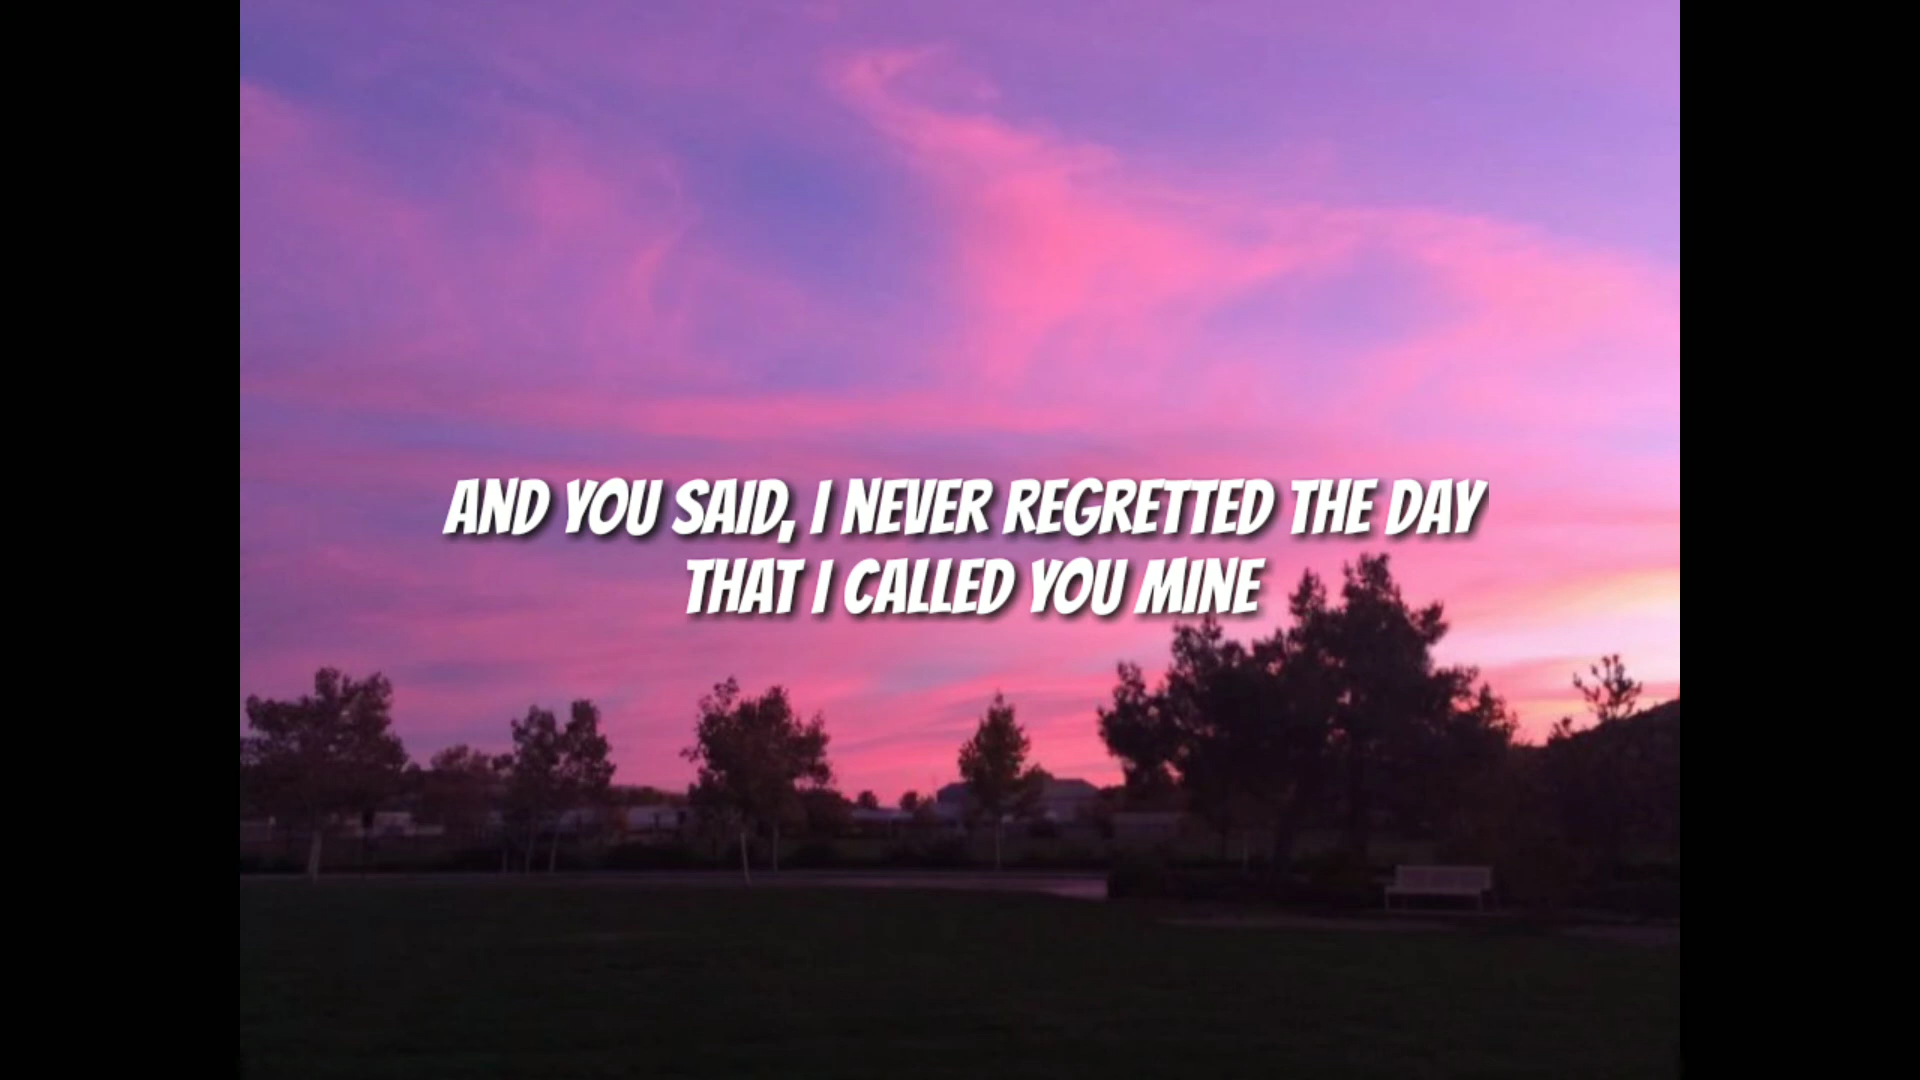 AND YOU SAID, I NEVER REGRETTED THE DAY
THAT I CALLED YOU MINE